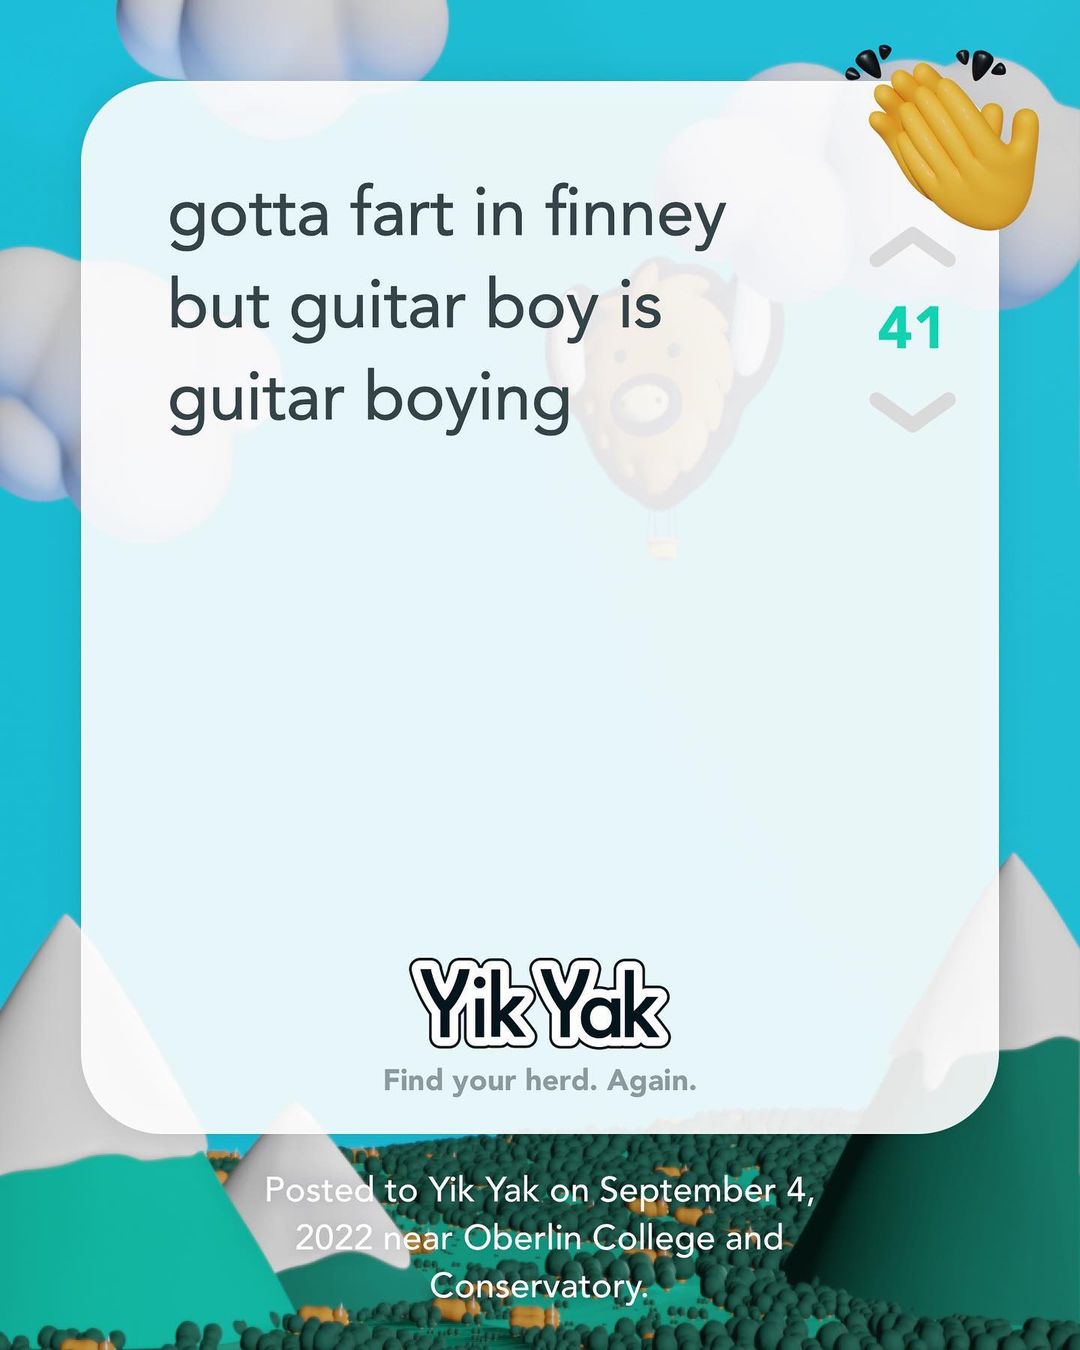 gotta fart in finney
but guitar boy is
guitar boying
41
Yik Yak
Find your herd. Again.
Posted to Yik Yak on September 4,
2022 near Oberlin College and
Conservatory.